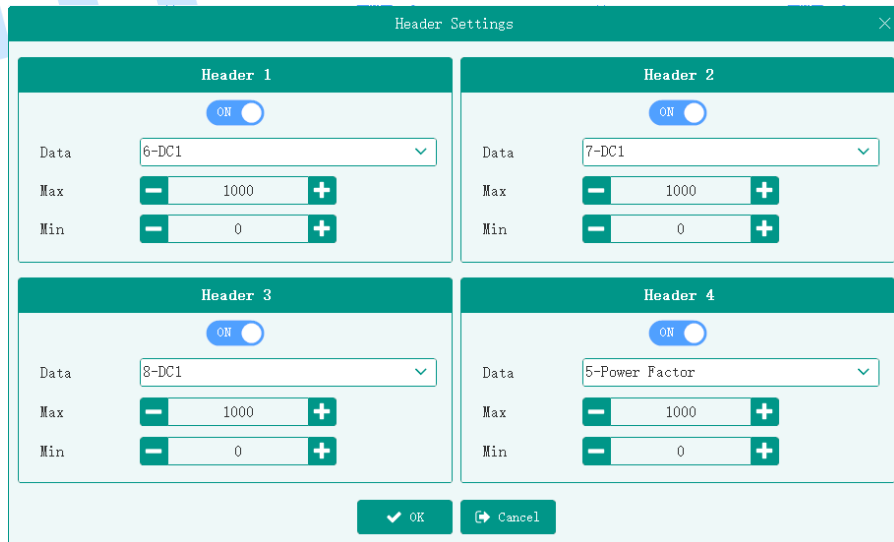 Header Settings
Header 1
ON
Data 6-DC1
Max 1000
Min 0
Header 2
ON
Data 7-DC1
Max 1000
Min 0
Header 3
ON
Data 8-DC1
Max 1000
Min 0
Header 4
ON
Data 5-Power Factor
Max 1000
Min 0
OK
Cancel